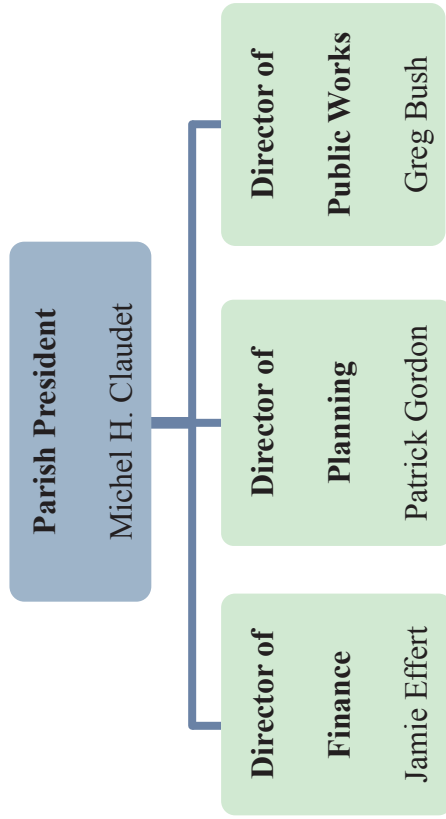 Parish President
Michel H. Claudet
Director of
Finance
Jamie Effert
Director of
Planning
Patrick Gordon
Director of
Public Works
Greg Bush